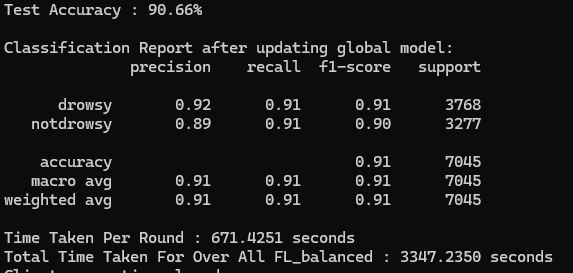 Test Accuracy : 90.66%
Classification Report after updating global model:
precision recall f1-score support
drowsy 0.92 0.91 0.91 3768
notdrowsy 0.89 0.91 0.90 3277
accuracy 0.91 7045
macro avg 0.91 0.91 0.91 7045
weighted avg 0.91 0.91 0.91 7045
Time Taken Per Round : 671.4251 seconds
Total Time Taken For Over All FL_balanced : 3347.2350 seconds